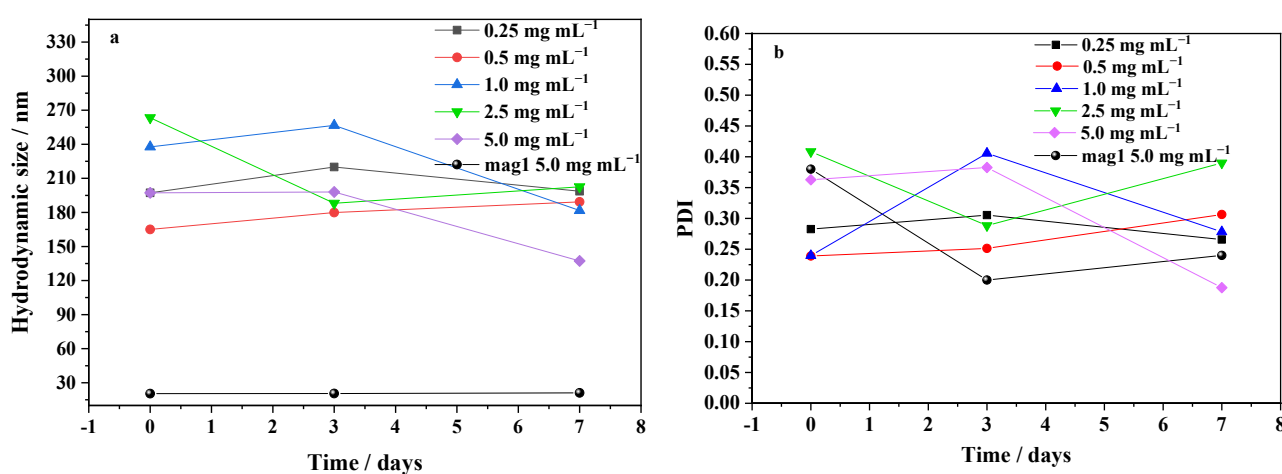 a
330
300
270
240
210
180
150
120
90
60
30
Hydrodynamic size / nm
0.25 mg mL⁻¹
0.5 mg mL⁻¹
1.0 mg mL⁻¹
2.5 mg mL⁻¹
5.0 mg mL⁻¹
mag1 5.0 mg mL⁻¹
-1 0 1 2 3 4 5 6 7 8
Time / days
b
0.60
0.55
0.50
0.45
0.40
0.35
0.30
0.25
0.20
0.15
0.10
0.05
0.00
PDI
0.25 mg mL⁻¹
0.5 mg mL⁻¹
1.0 mg mL⁻¹
2.5 mg mL⁻¹
5.0 mg mL⁻¹
mag1 5.0 mg mL⁻¹
-1 0 1 2 3 4 5 6 7 8
Time / days